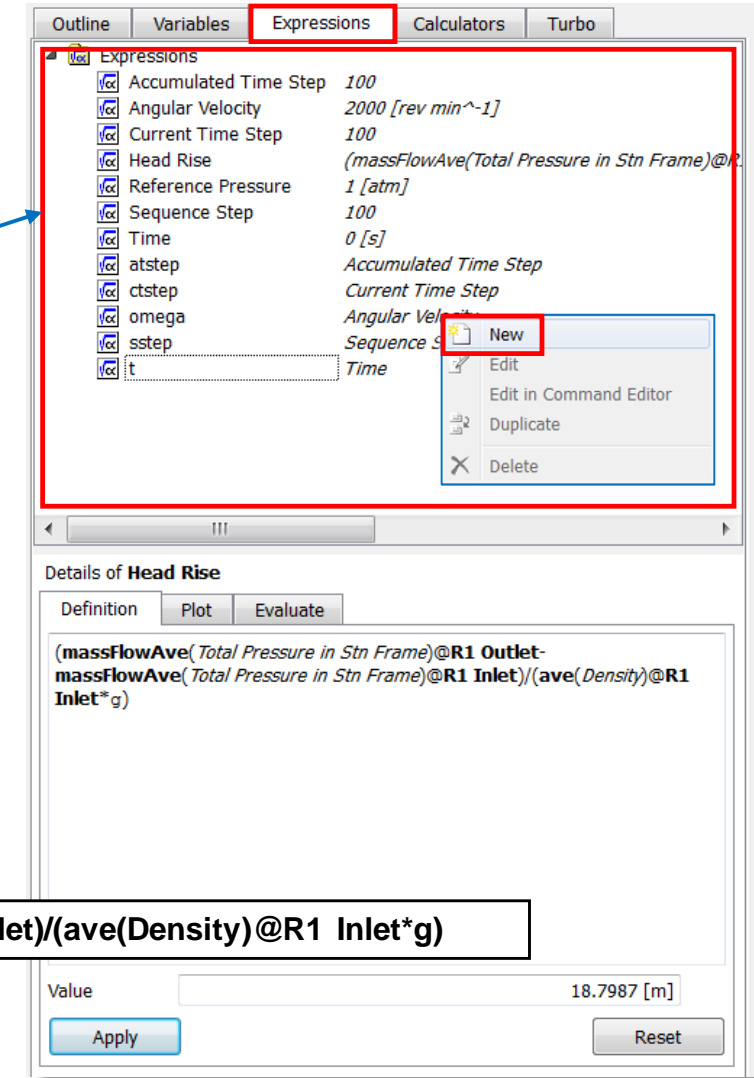 Outline Variables Expressions Calculators Turbo
Expressions
Accumulated Time Step 100
Angular Velocity 2000 [rev min^-1]
Current Time Step 100
Head Rise (massFlowAve(Total Pressure in Stn Frame)@R
Reference Pressure 1 [atm]
Sequence Step 100
Time 0 [s]
atstep Accumulated Time Step
ctstep Current Time Step
omega Angular Velocity
sstep Sequence S
t Time
New
Edit
Edit in Command Editor
Duplicate
Delete
Details of Head Rise
Definition Plot Evaluate
(massFlowAve(Total Pressure in Stn Frame)@R1 Outlet-
massFlowAve(Total Pressure in Stn Frame)@R1 Inlet)/(ave(Density)@R1
Inlet*g)
let)/(ave(Density)@R1 Inlet*g)
Value 18.7987 [m]
Apply Reset